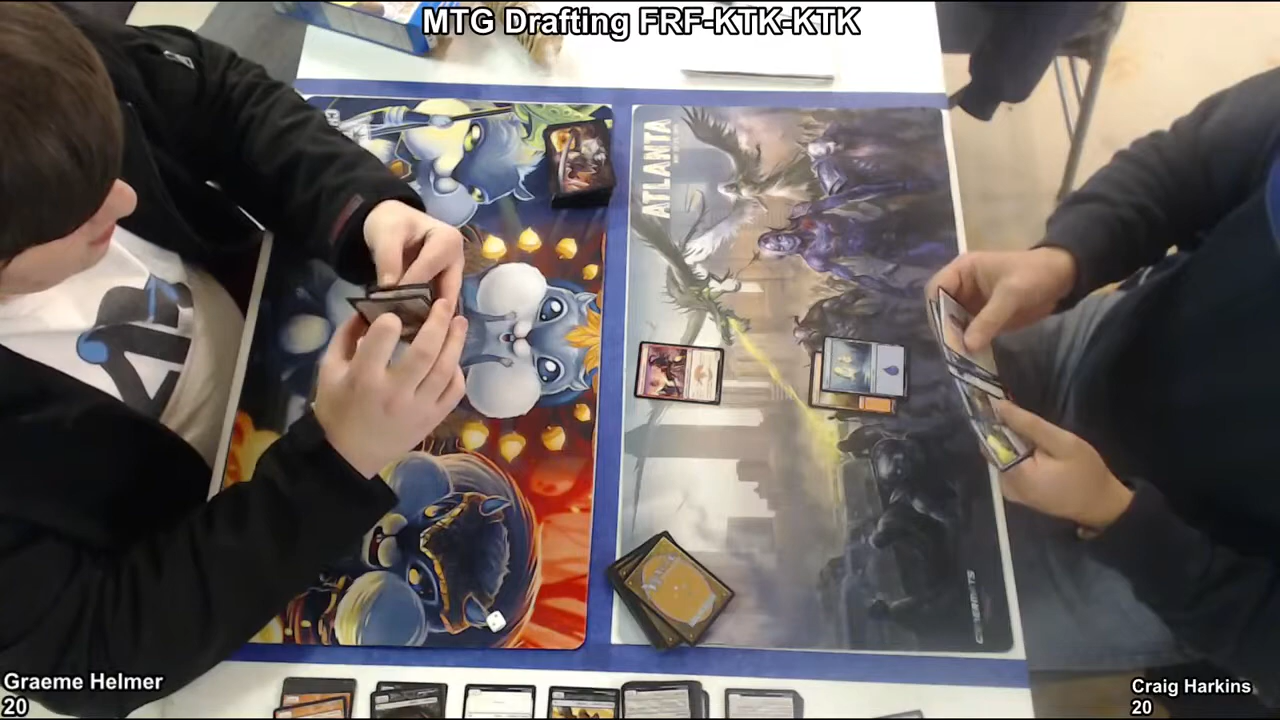 MTG Drafting FRF-KTK-KTK
ATLANTA
Graeme Helmer
20
Craig Harkins
20